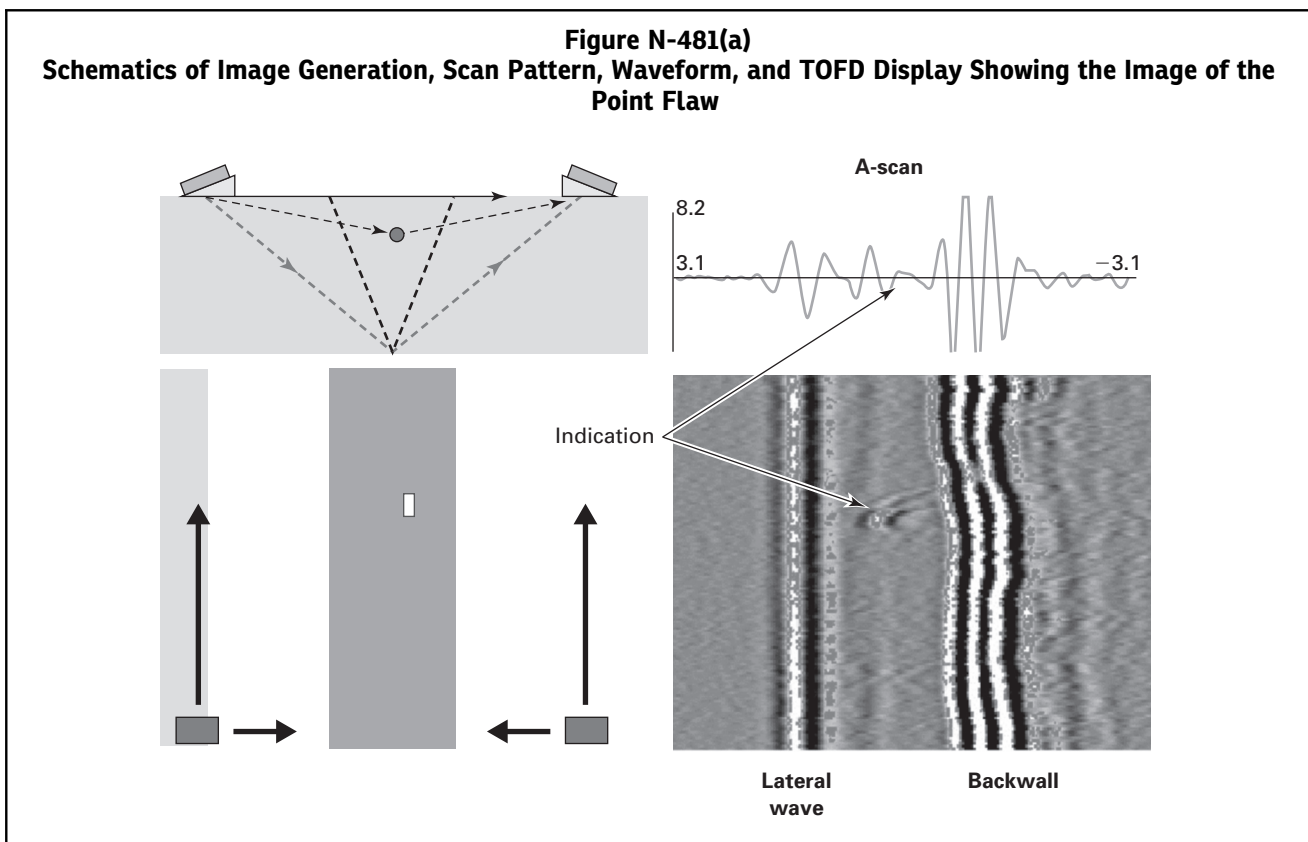 Figure N-481(a)
Schematics of Image Generation, Scan Pattern, Waveform, and TOFD Display Showing the Image of the
Point Flaw
A-scan
8.2
3.1
−3.1
Indication
Lateral
wave
Backwall